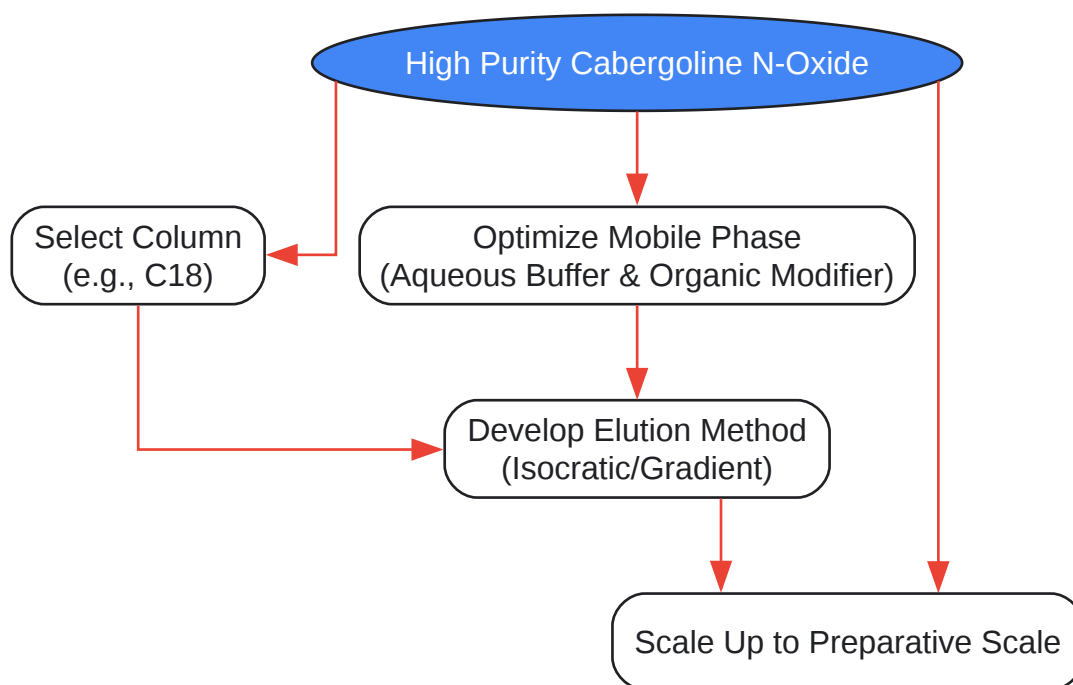 High Purity Cabergoline N-Oxide
Select Column
(e.g., C18)
Optimize Mobile Phase
(Aqueous Buffer & Organic Modifier)
Develop Elution Method
(Isocratic/Gradient)
Scale Up to Preparative Scale